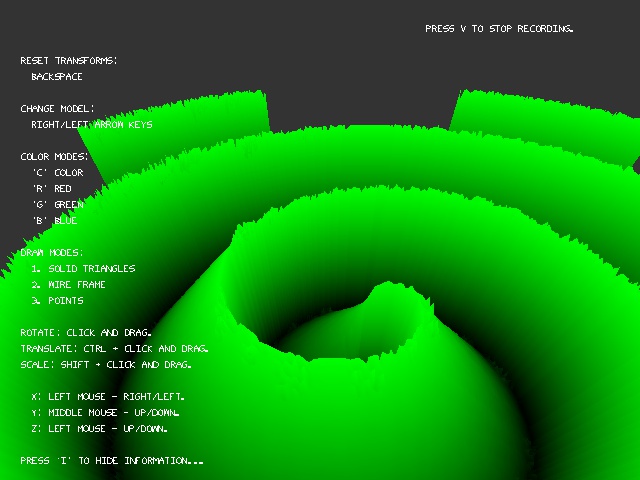 PRESS V TO STOP RECORDING.
RESET TRANSFORMS:
BACKSPACE
CHANGE MODEL:
RIGHT/LEFT ARROW KEYS
COLOR MODES:
'C' COLOR
'R' RED
'G' GREEN
'B' BLUE
DRAW MODES:
1. SOLID TRIANGLES
2. WIRE FRAME
3. POINTS
ROTATE: CLICK AND DRAG.
TRANSLATE: CTRL + CLICK AND DRAG.
SCALE: SHIFT + CLICK AND DRAG.
X: LEFT MOUSE - RIGHT/LEFT.
Y: MIDDLE MOUSE - UP/DOWN.
Z: LEFT MOUSE - UP/DOWN.
PRESS 'I' TO HIDE INFORMATION...